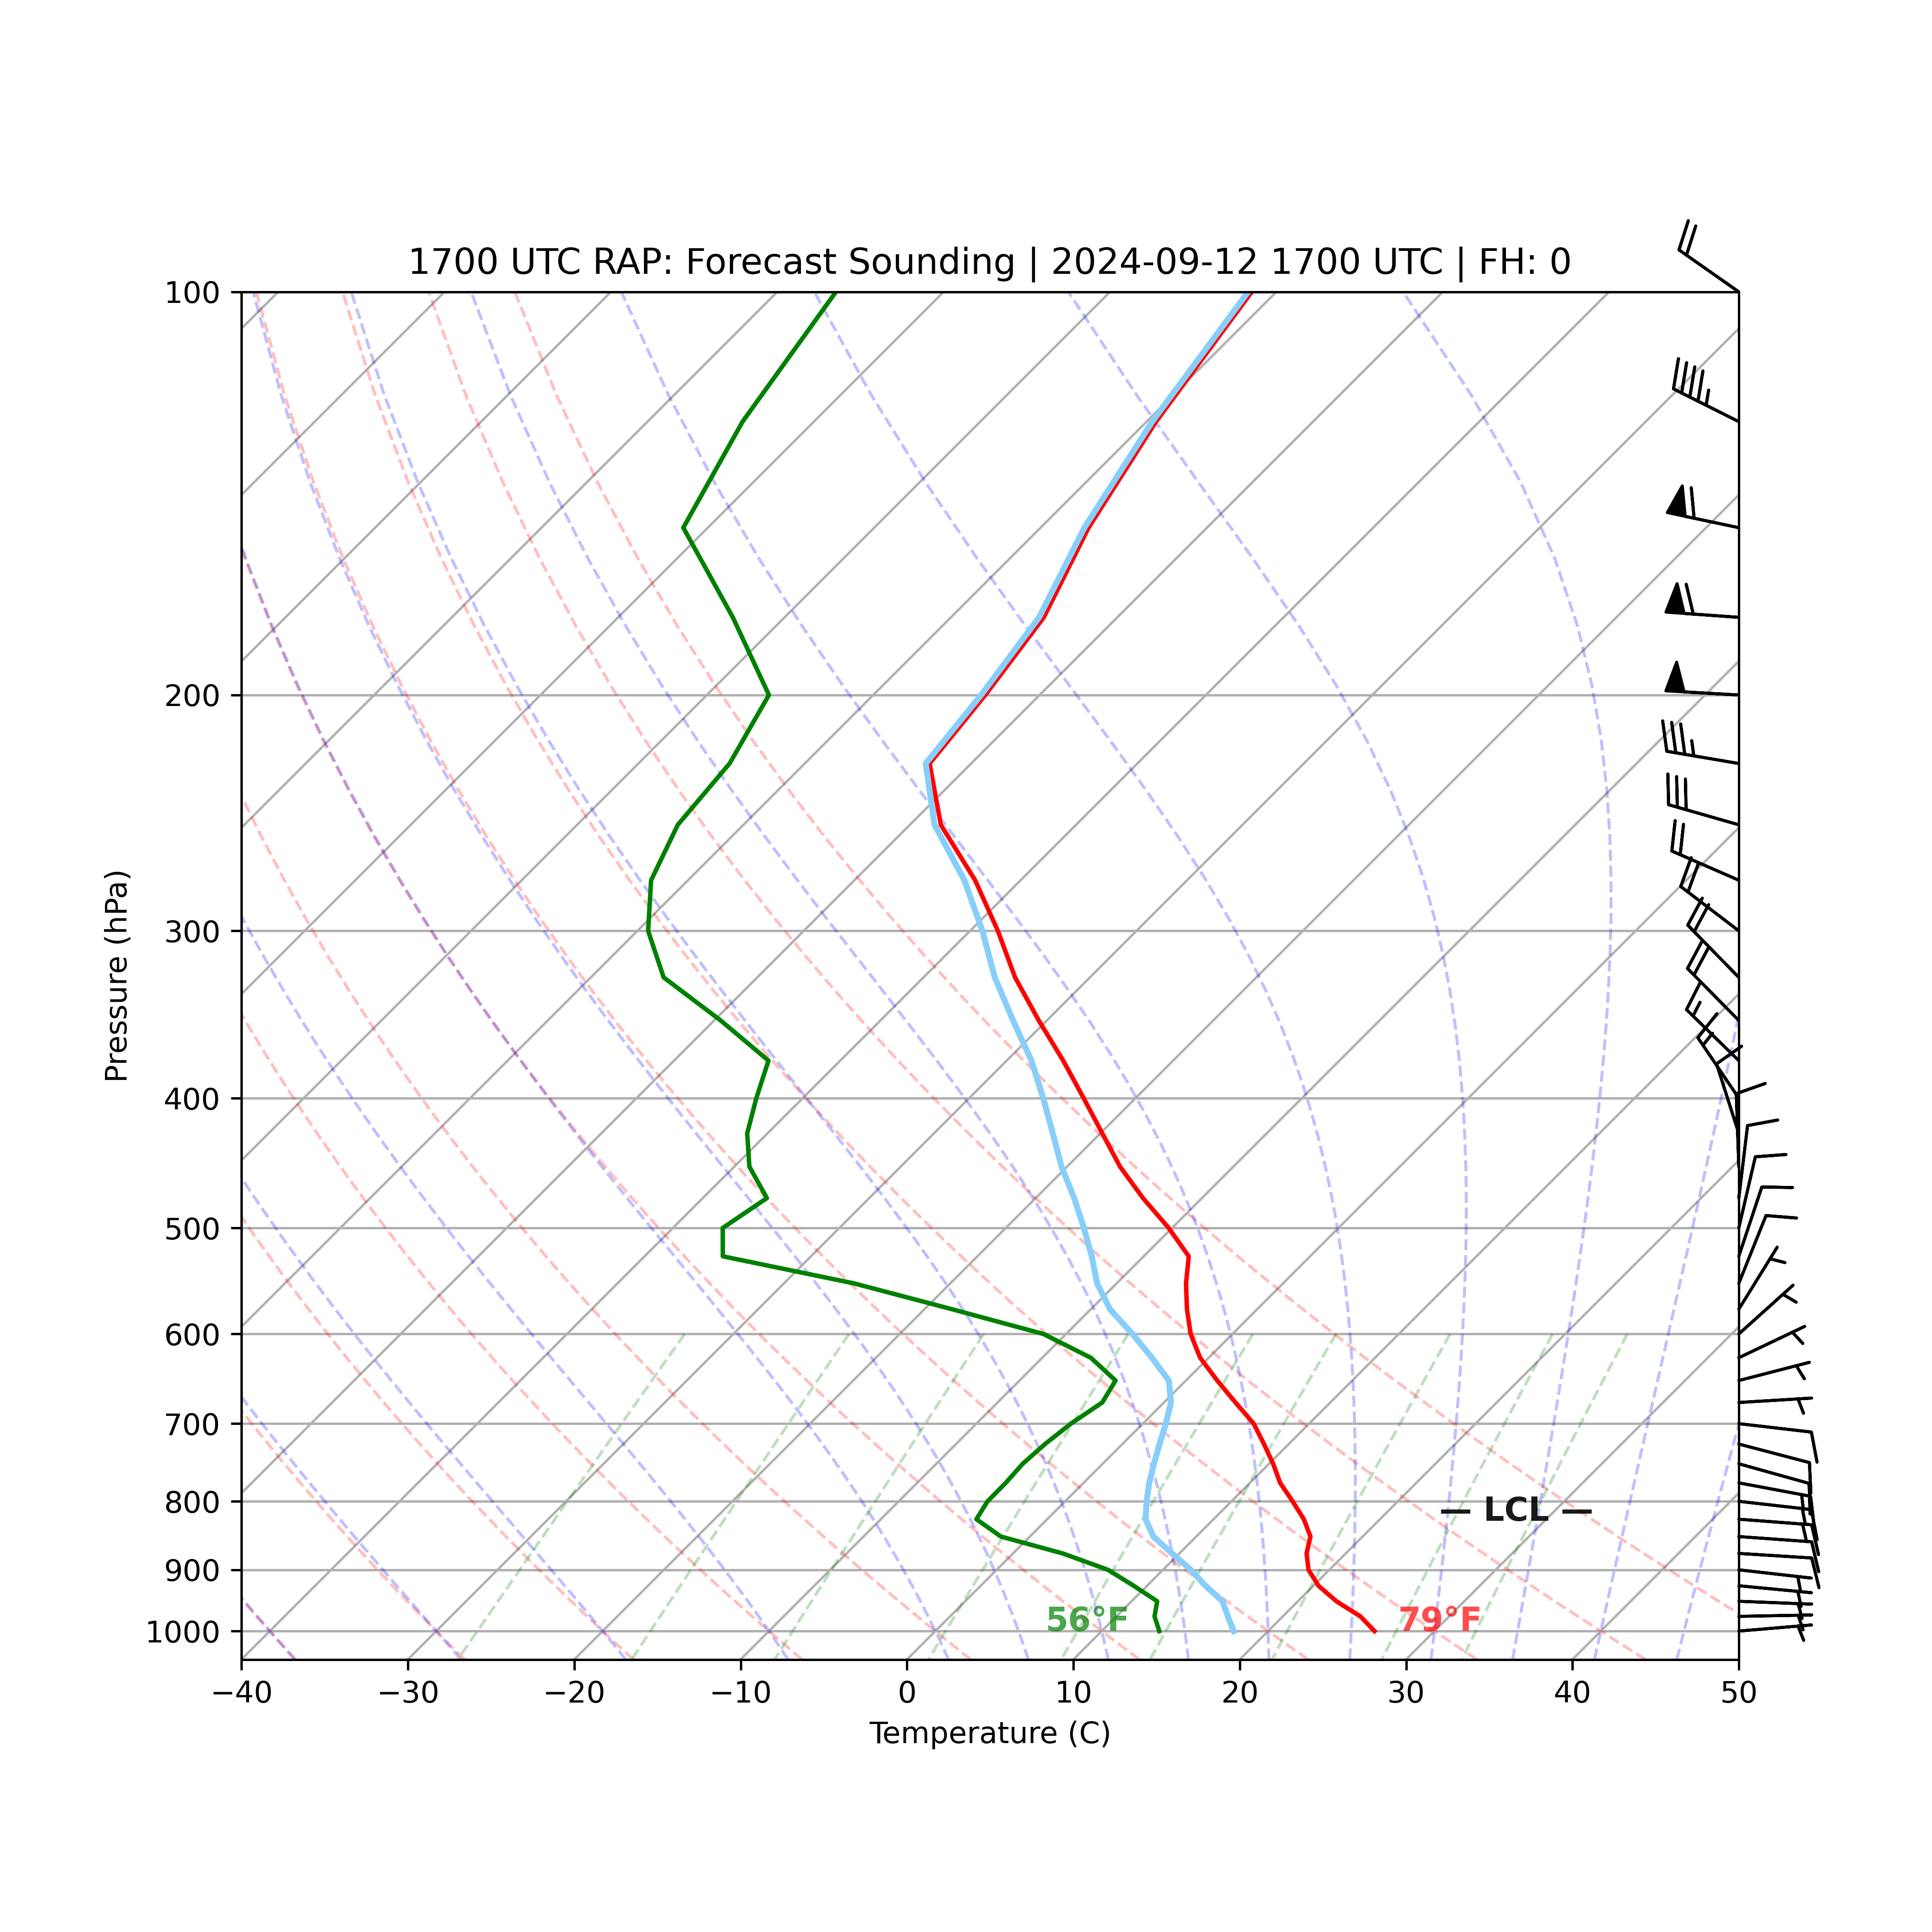 1700 UTC RAP: Forecast Sounding | 2024-09-12 1700 UTC | FH: 0
100
200
300
400
500
600
700
800
900
1000
Pressure (hPa)
— LCL —
56°F
79°F
−40 −30 −20 −10 0 10 20 30 40 50
Temperature (C)